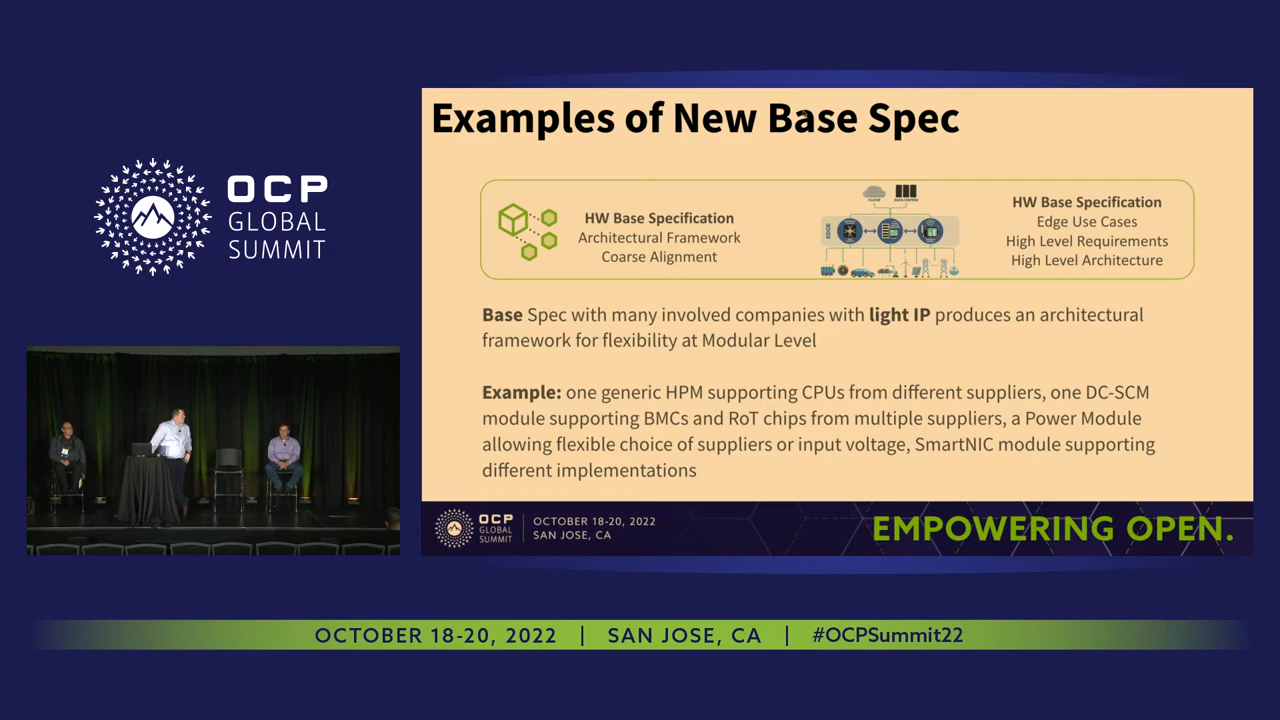 OCP
GLOBAL
SUMMIT
Examples of New Base Spec
HW Base Specification
Architectural Framework
Coarse Alignment
CLOUD
DATA CENTER
EDGE
HW Base Specification
Edge Use Cases
High Level Requirements
High Level Architecture
Base Spec with many involved companies with light IP produces an architectural
framework for flexibility at Modular Level
Example: one generic HPM supporting CPUs from different suppliers, one DC-SCM
module supporting BMCs and RoT chips from multiple suppliers, a Power Module
allowing flexible choice of suppliers or input voltage, SmartNIC module supporting
different implementations
OCP
GLOBAL
SUMMIT
OCTOBER 18-20, 2022
SAN JOSE, CA
EMPOWERING OPEN.
OCTOBER 18-20, 2022 | SAN JOSE, CA | #OCPSummit22